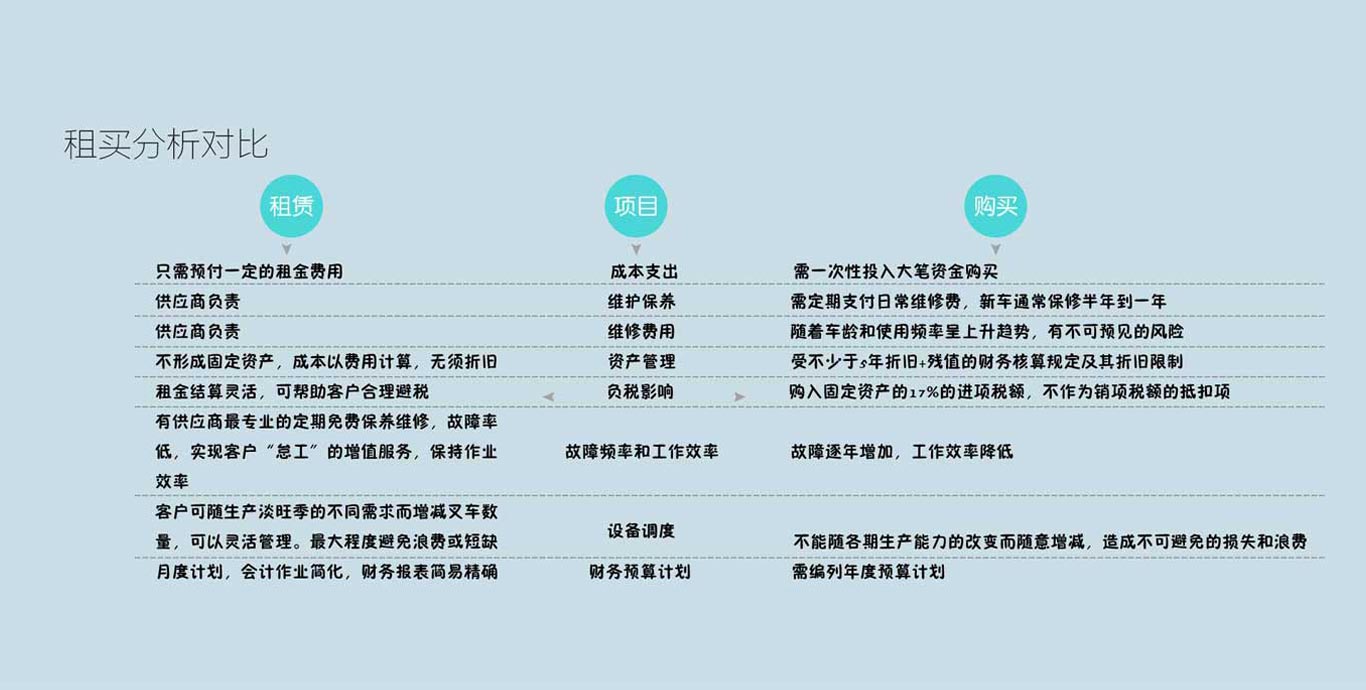 租买分析对比
租赁 项目 购买
只需预付一定的租金费用 成本支出 需一次性投入大笔资金购买
供应商负责 维护保养 需定期支付日常维修费，新车通常保修半年到一年
供应商负责 维修费用 随着车龄和使用频率呈上升趋势，有不可预见的风险
不形成固定资产，成本以费用计算，无须折旧 资产管理 受不少于5年折旧+残值的财务核算规定及其折旧限制
租金结算灵活，可帮助客户合理避税 负税影响 购入固定资产的17%的进项税额，不作为销项税额的抵扣项
有供应商最专业的定期免费保养维修，故障率
低，实现客户“怠工”的增值服务，保持作业 故障频率和工作效率 故障逐年增加，工作效率降低
效率
客户可随生产淡旺季的不同需求而增减叉车数
设备调度
量，可以灵活管理。最大程度避免浪费或短缺 不能随各期生产能力的改变而随意增减，造成不可避免的损失和浪费
月度计划，会计作业简化，财务报表简易精确 财务预算计划 需编列年度预算计划